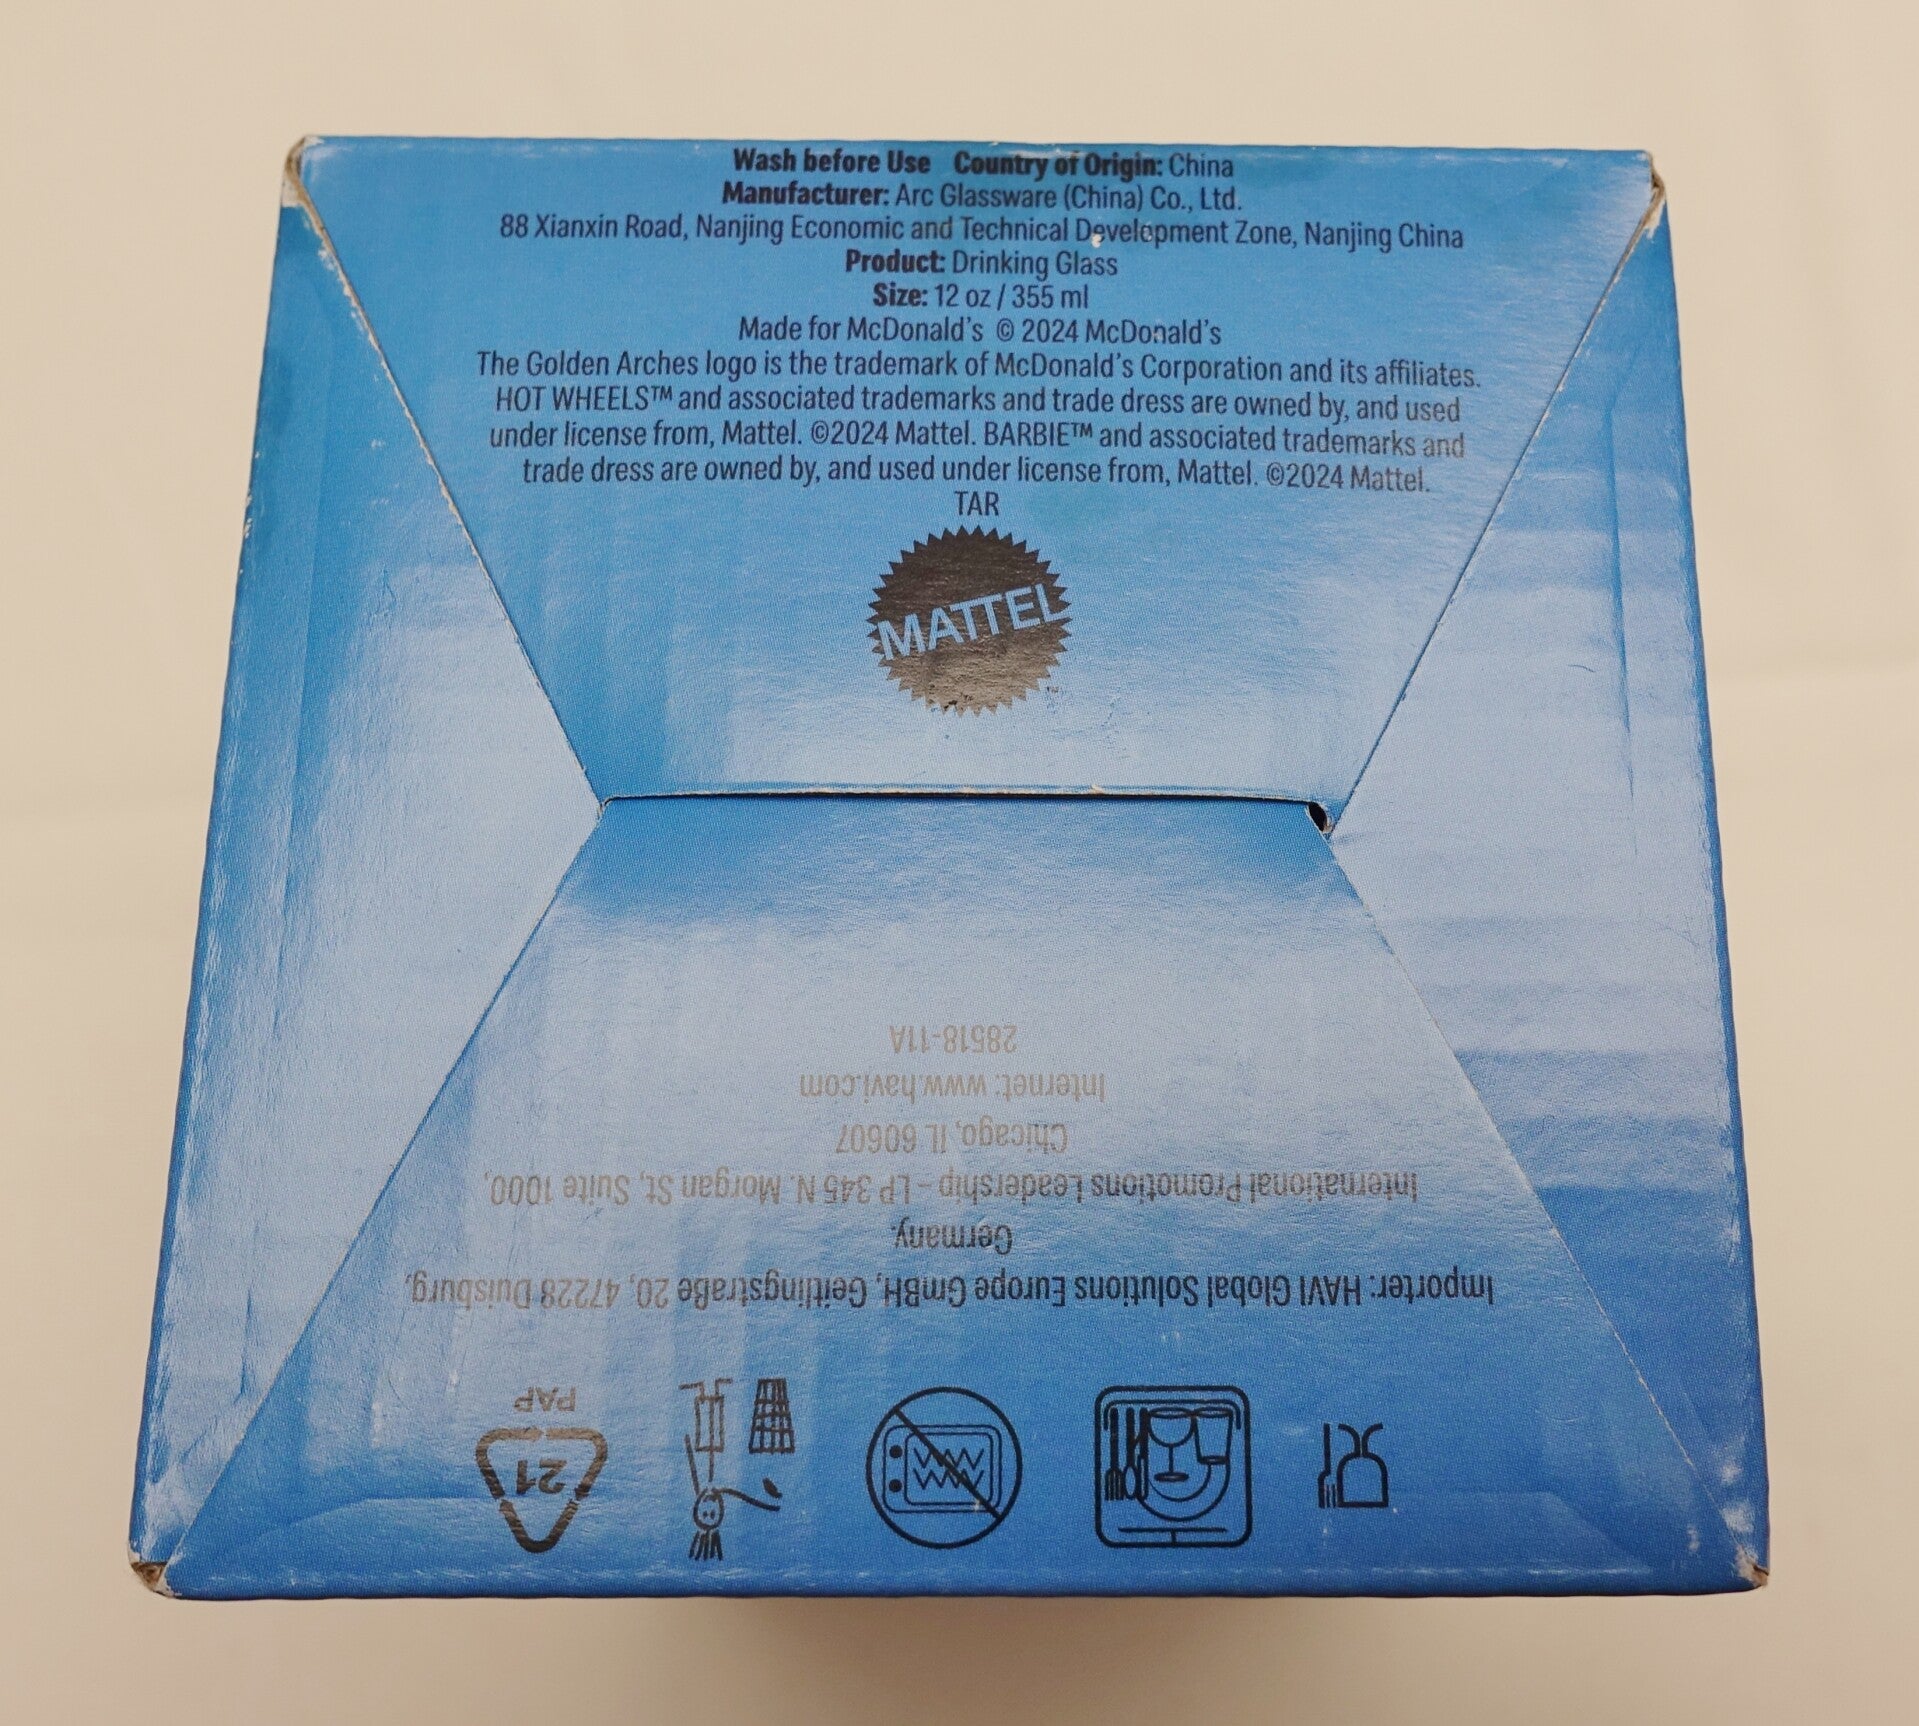 Wash before Use Country of Origin: China
Manufacturer: Arc Glassware (China) Co., Ltd.
88 Xianxin Road, Nanjing Economic and Technical Development Zone, Nanjing China
Product: Drinking Glass
Size: 12 oz / 355 ml
Made for McDonald's © 2024 McDonald's
The Golden Arches logo is the trademark of McDonald's Corporation and its affiliates.
HOT WHEELS™ and associated trademarks and trade dress are owned by, and used
under license from, Mattel. ©2024 Mattel. BARBIE™ and associated trademarks and
trade dress are owned by, and used under license from, Mattel. ©2024 Mattel.
TAR
MATTEL
™
21
PAP
Importer: HAVI Global Solutions Europe GmbH, Geitlingstraße 20, 47228 Duisburg,
Germany.
International Promotions Leadership – LP 345 N. Morgan St, Suite 1000,
Chicago, IL 60607
Internet: www.havi.com
28518-11A